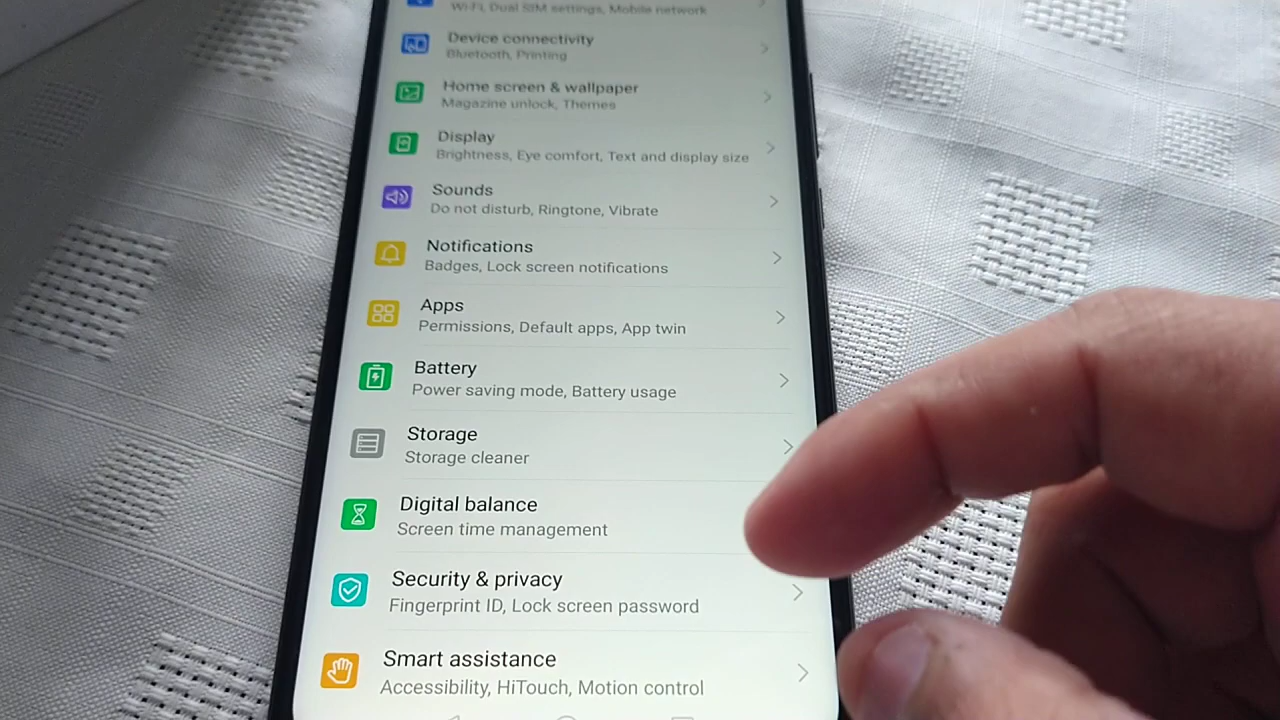 Wi-Fi, Dual SIM settings, Mobile network
Device connectivity
Bluetooth, Printing
Home screen & wallpaper
Magazine unlock, Themes
Display
Brightness, Eye comfort, Text and display size
Sounds
Do not disturb, Ringtone, Vibrate
Notifications
Badges, Lock screen notifications
Apps
Permissions, Default apps, App twin
Battery
Power saving mode, Battery usage
Storage
Storage cleaner
Digital balance
Screen time management
Security & privacy
Fingerprint ID, Lock screen password
Smart assistance
Accessibility, HiTouch, Motion control